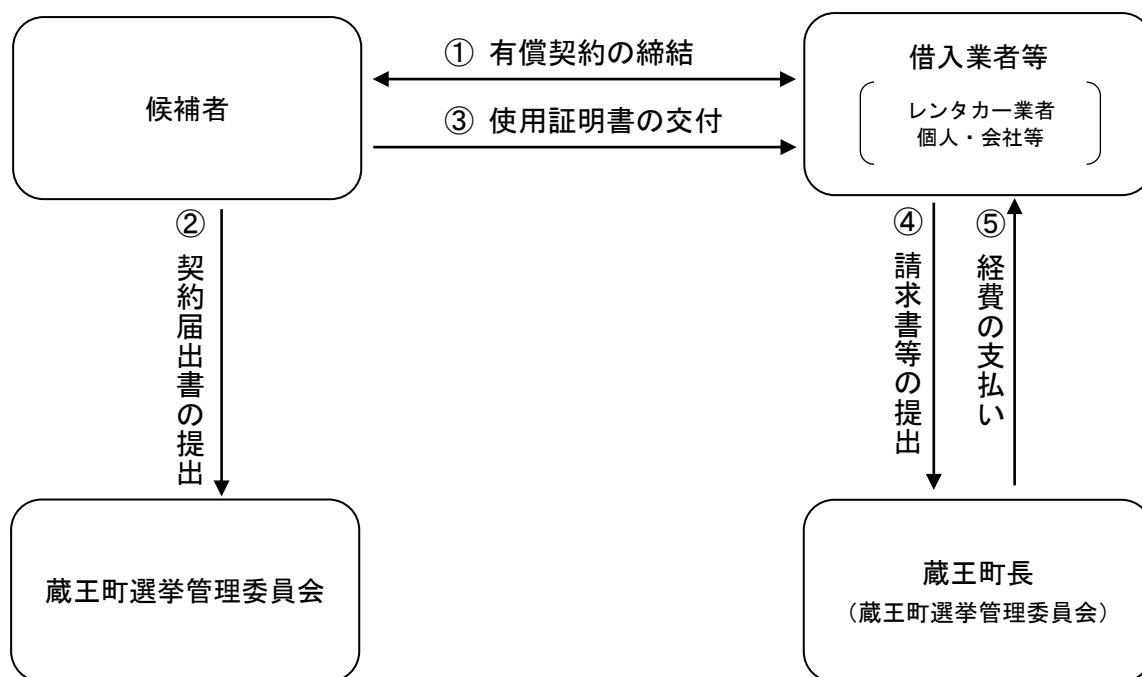 ① 有償契約の締結
借入業者等
レンタカー業者
個人・会社等
候補者
③ 使用証明書の交付
② 契約届出書の提出
④ 請求書等の提出
⑤ 経費の支払い
蔵王町選挙管理委員会
蔵王町長
（蔵王町選挙管理委員会）